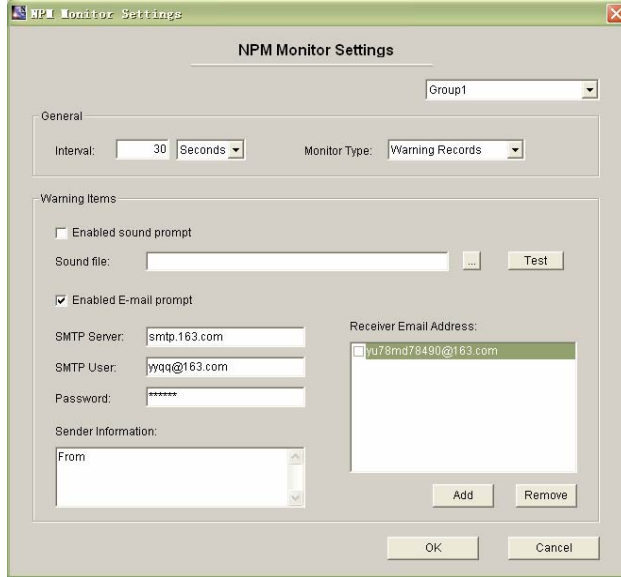 NPM Monitor Settings
NPM Monitor Settings
Group1
General
Interval: 30 Seconds Monitor Type: Warning Records
Warning Items
Enabled sound prompt
Sound file: ... Test
Enabled E-mail prompt
SMTP Server: smtp.163.com
Receiver Email Address:
SMTP User: yyqq@163.com
yu78md78490@163.com
Password: ******
Sender Information:
From
Add Remove
OK Cancel